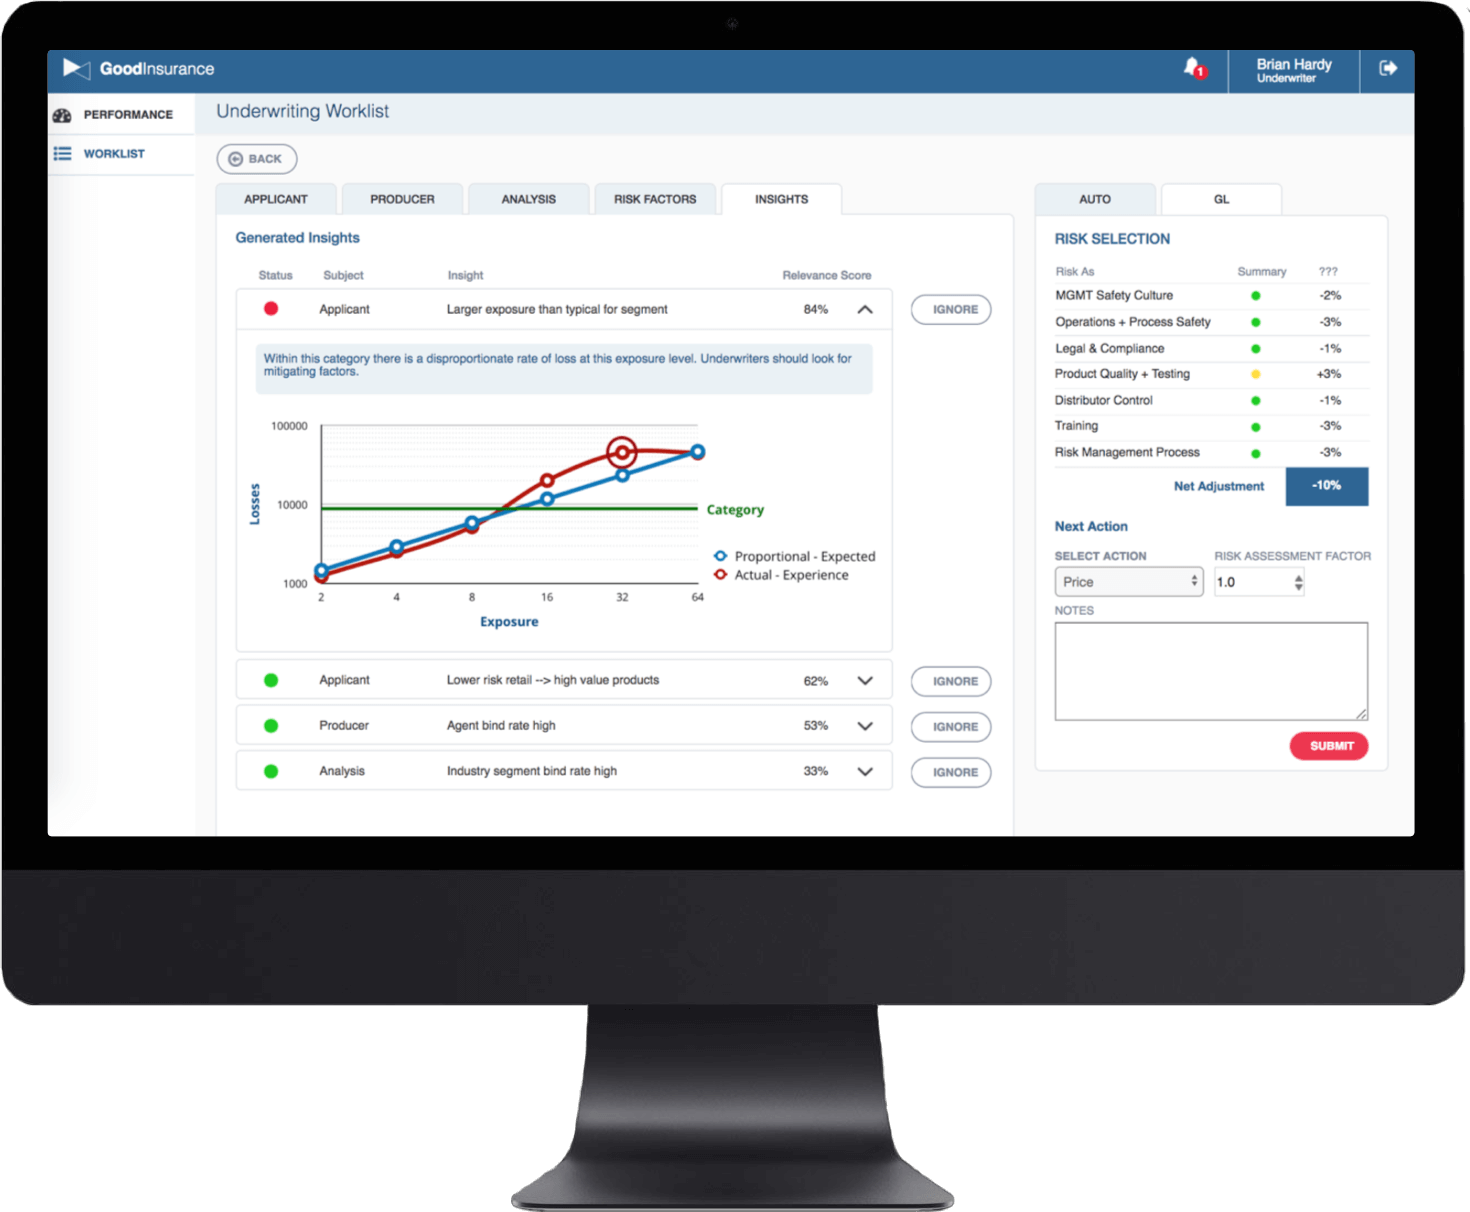 GoodInsurance
1
Brian Hardy
Underwriter
PERFORMANCE
WORKLIST
Underwriting Worklist
BACK
APPLICANT
PRODUCER
ANALYSIS
RISK FACTORS
INSIGHTS
Generated Insights
Status Subject Insight Relevance Score
Applicant Larger exposure than typical for segment 84% IGNORE
Within this category there is a disproportionate rate of loss at this exposure level. Underwriters should look for
mitigating factors.
100000
10000
1000
Losses
2 4 8 16 32 64
Exposure
Category
Proportional - Expected
Actual - Experience
Applicant Lower risk retail --> high value products 62% IGNORE
Producer Agent bind rate high 53% IGNORE
Analysis Industry segment bind rate high 33% IGNORE
AUTO
GL
RISK SELECTION
Risk As Summary ???
MGMT Safety Culture -2%
Operations + Process Safety -3%
Legal & Compliance -1%
Product Quality + Testing +3%
Distributor Control -1%
Training -3%
Risk Management Process -3%
Net Adjustment -10%
Next Action
SELECT ACTION RISK ASSESSMENT FACTOR
Price 1.0
NOTES
SUBMIT